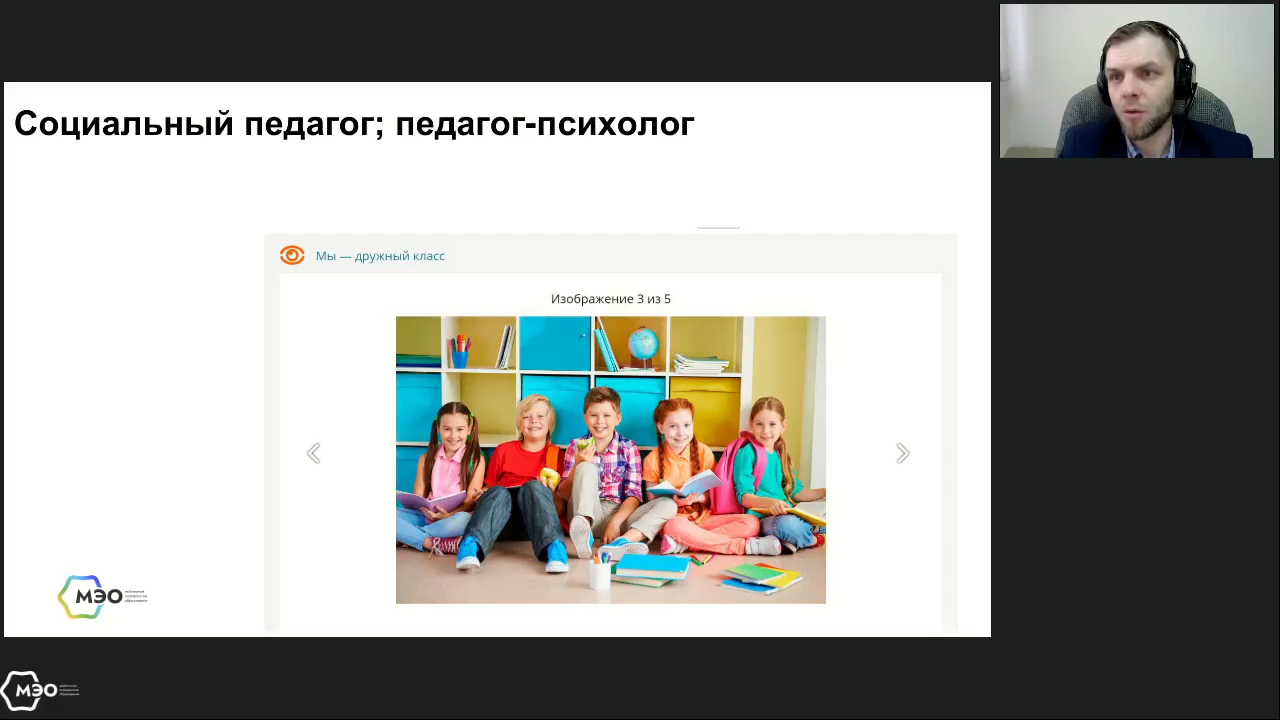 Социальный педагог; педагог-психолог
Мы — дружный класс
Изображение 3 из 5
МЭО
МЭО